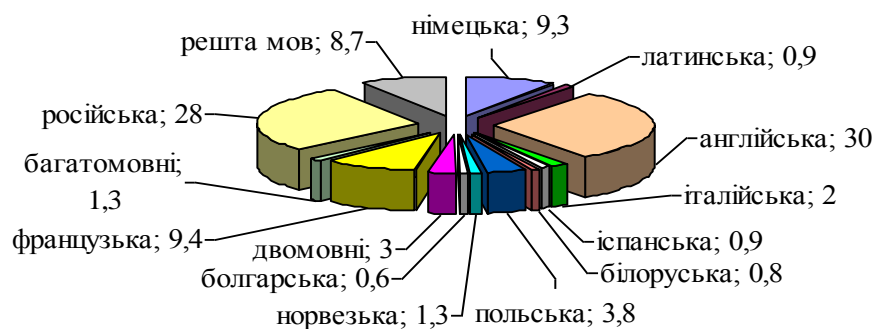 німецька; 9,3
решта мов; 8,7
латинська; 0,9
російська; 28
англійська; 30
багатомовні;
1,3
італійська; 2
французька; 9,4
іспанська; 0,9
двомовні; 3
білоруська; 0,8
болгарська; 0,6
норвезька; 1,3
польська; 3,8